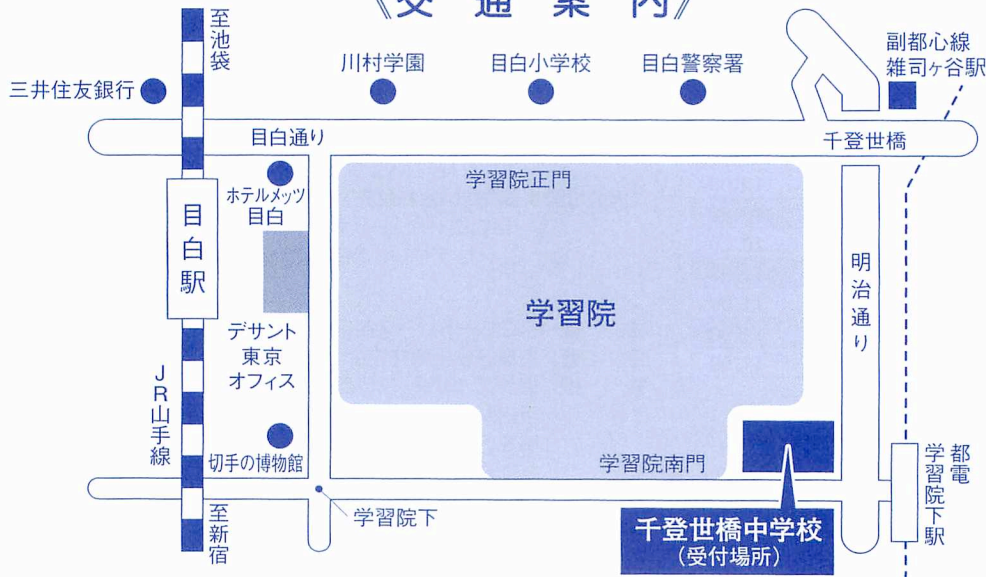 《交通案内》
至池袋
三井住友銀行
川村学園
目白小学校
目白警察署
副都心線
雑司ヶ谷駅
目白通り
千登世橋
学習院正門
ホテルメッツ
目白
目白駅
学習院
明治通り
デサント
東京
オフィス
JR山手線
切手の博物館
学習院南門
都電
学習院下駅
至新宿
学習院下
千登世橋中学校
(受付場所)